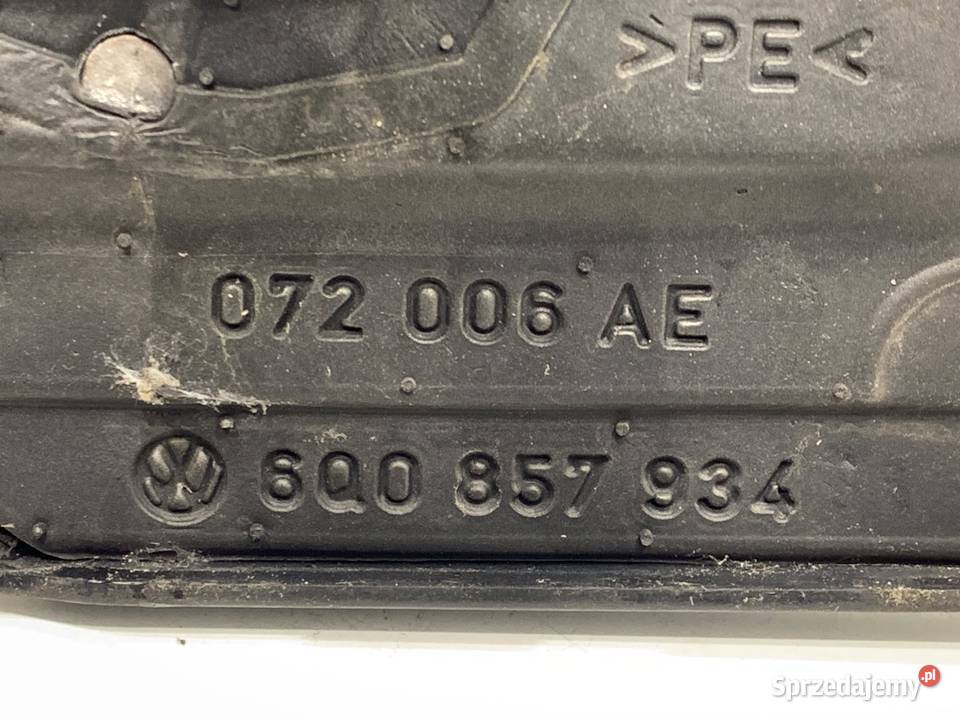 >PE<
072 006 AE
6Q0 857 934
Sprzedajemy.pl